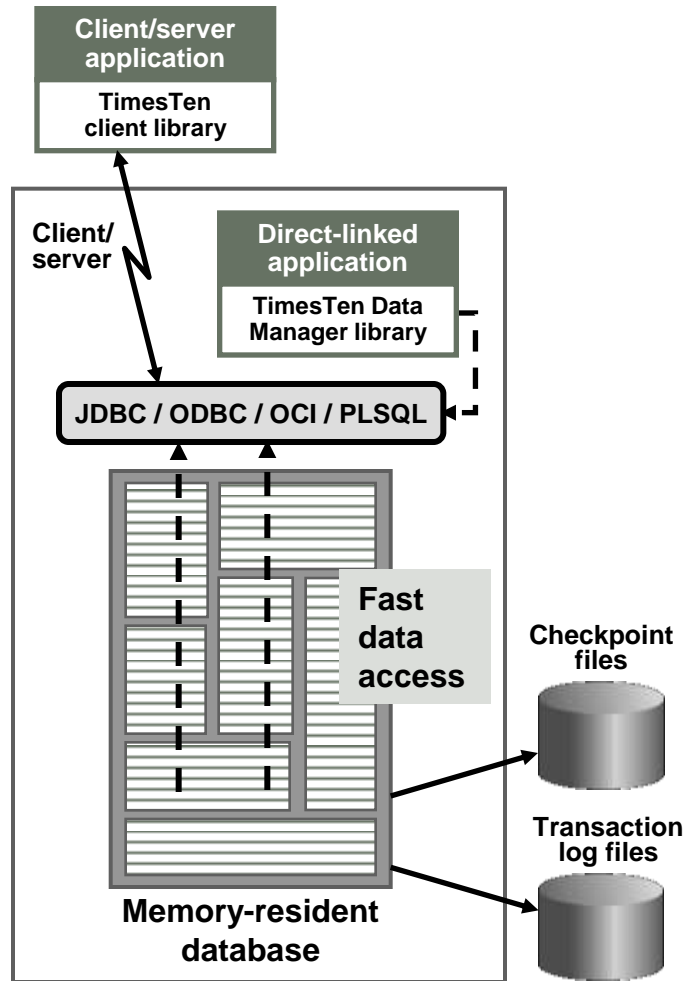 Client/server
application
TimesTen
client library
Client/
server
Direct-linked
application
TimesTen Data
Manager library
JDBC / ODBC / OCI / PLSQL
Fast
data
access
Checkpoint
files
Transaction
log files
Memory-resident
database